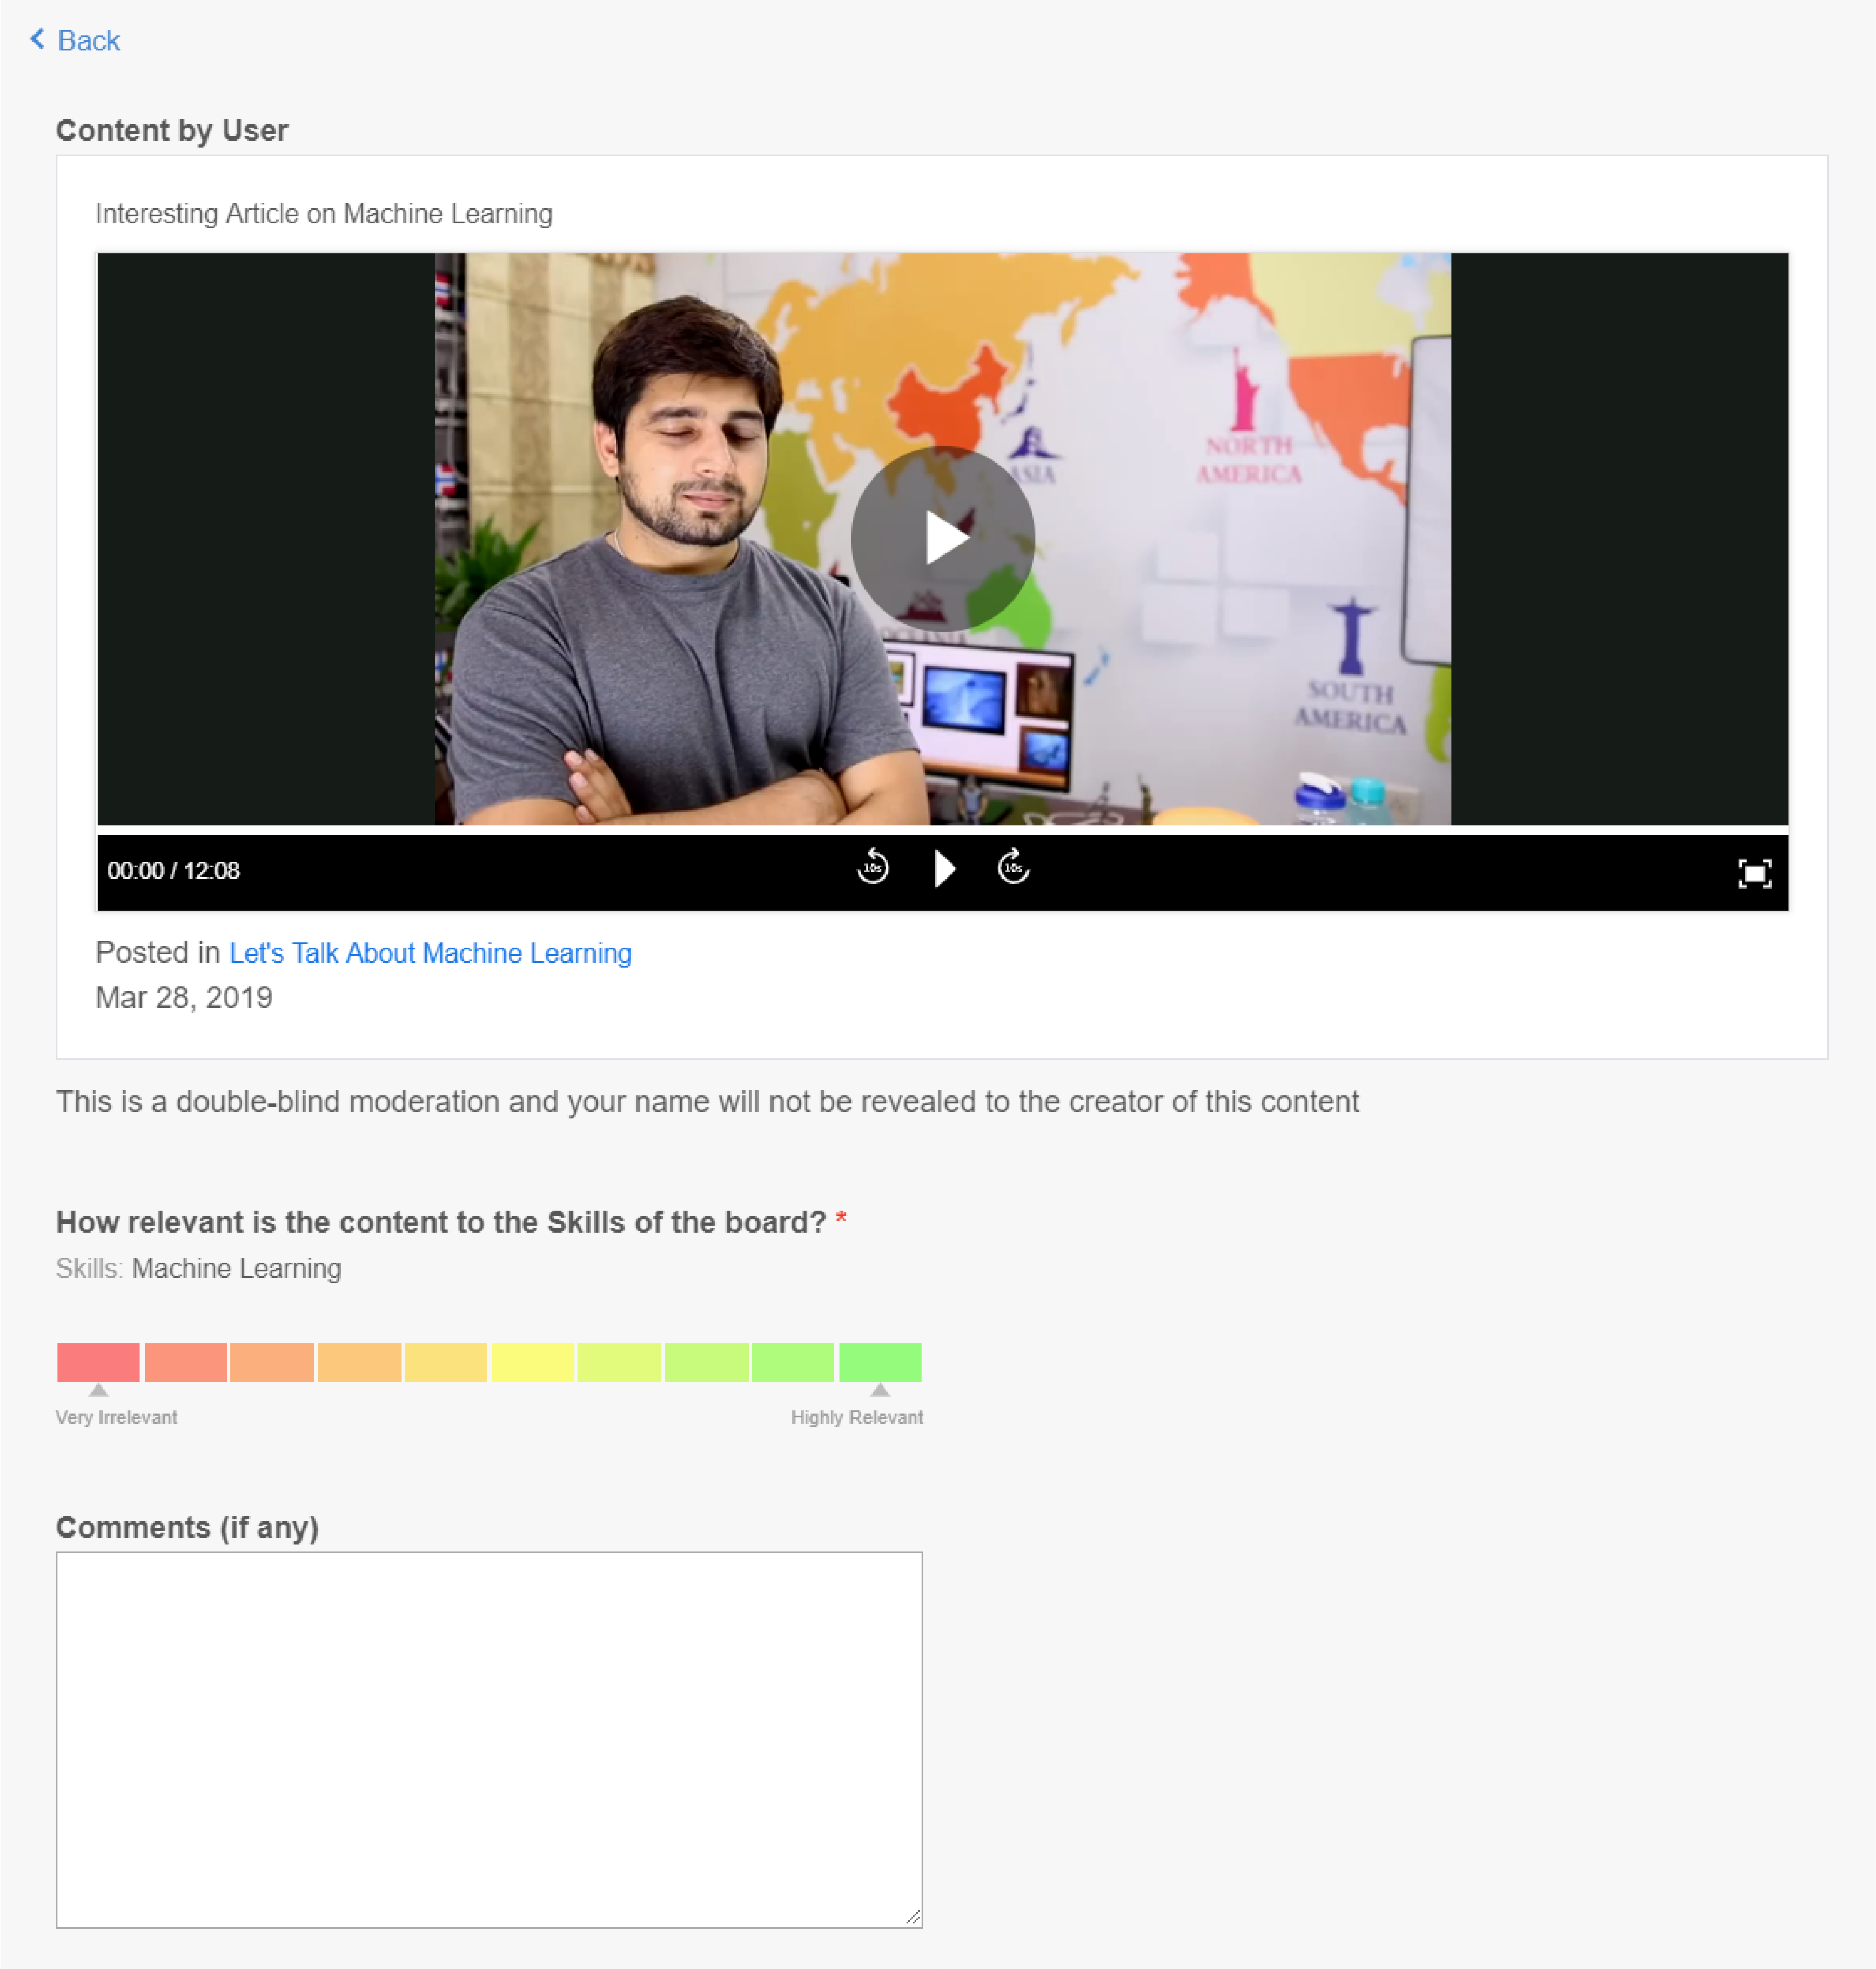 Back
Content by User
Interesting Article on Machine Learning
ASIA
NORTH
AMERICA
OCEANIA
SOUTH
AMERICA
00:00 / 12:08
10s
10s
Posted in Let's Talk About Machine Learning
Mar 28, 2019
This is a double-blind moderation and your name will not be revealed to the creator of this content
How relevant is the content to the Skills of the board? *
Skills: Machine Learning
Very Irrelevant
Highly Relevant
Comments (if any)